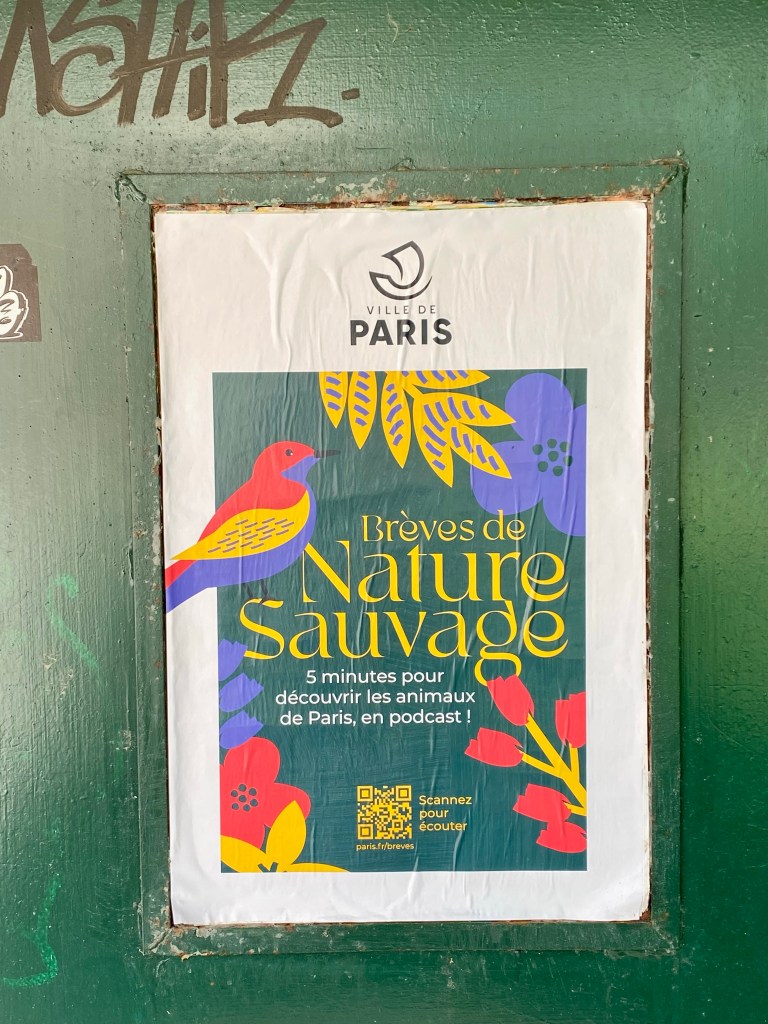 VILLE DE
PARIS
Brèves de
Nature
Sauvage
5 minutes pour
découvrir les animaux
de Paris, en podcast !
Scannez
pour
écouter
paris.fr/breves